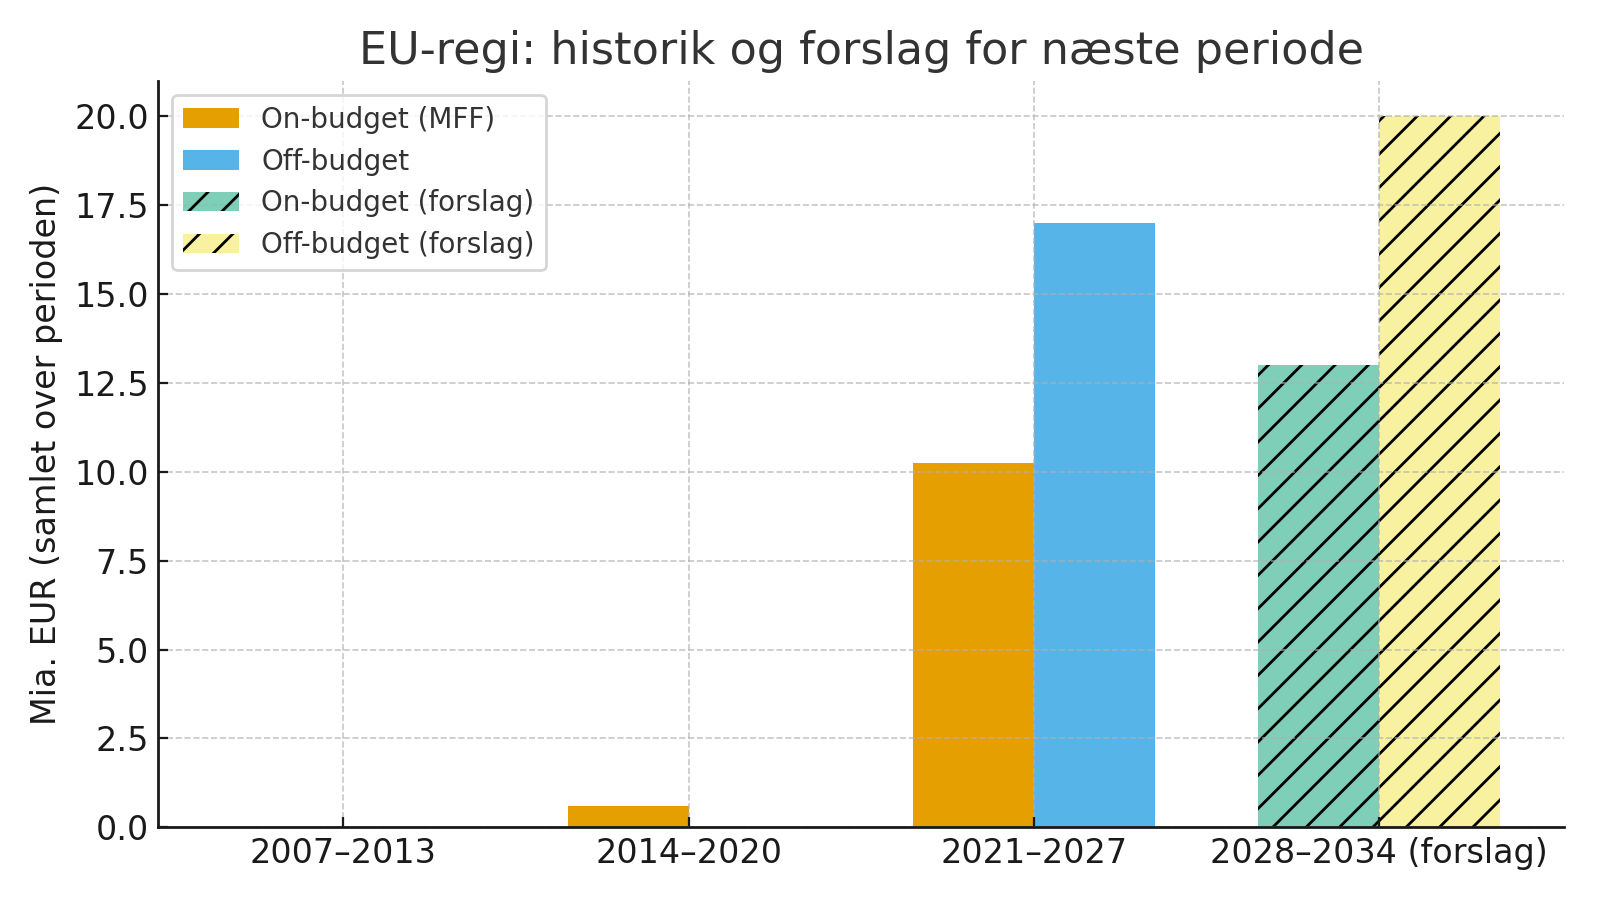 EU-regi: historik og forslag for næste periode
On-budget (MFF)
Off-budget
On-budget (forslag)
Off-budget (forslag)
Mia. EUR (samlet over perioden)
20.0
17.5
15.0
12.5
10.0
7.5
5.0
2.5
0.0
2007–2013
2014–2020
2021–2027
2028–2034 (forslag)